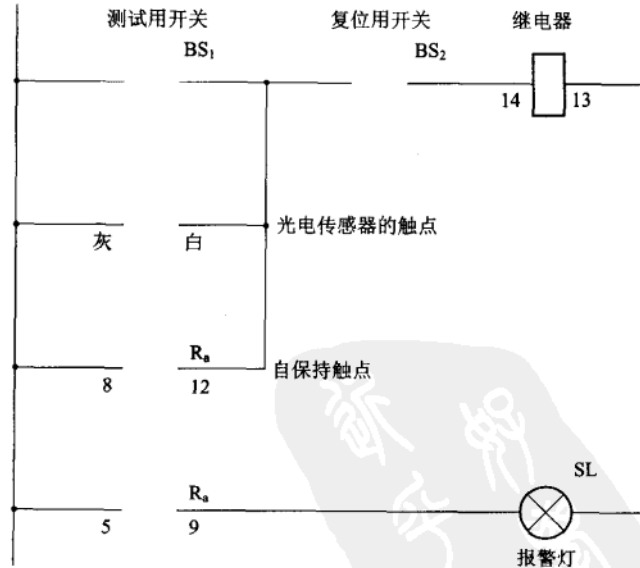 测试用开关 复位用开关 继电器
BS₁ BS₂
14 13
灰 白 光电传感器的触点
Rₐ 自保持触点
8 12
SL
Rₐ
5 9
报警灯